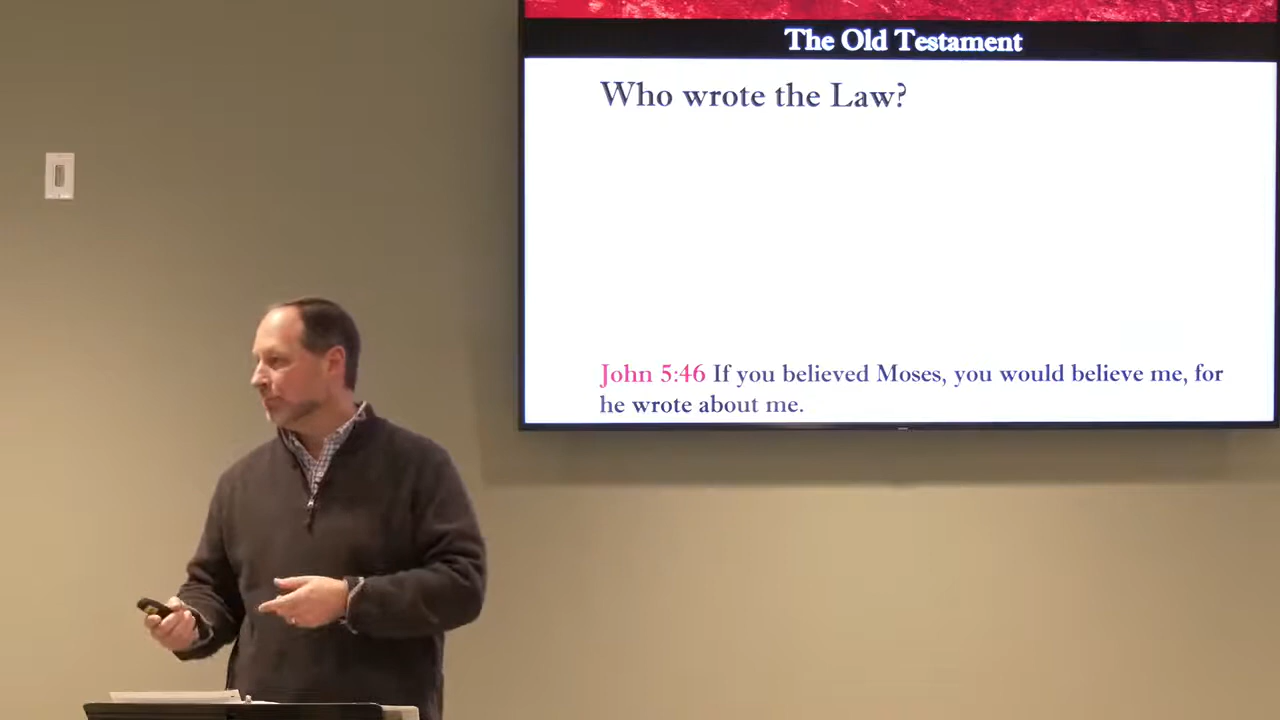 The Old Testament
Who wrote the Law?
John 5:46 If you believed Moses, you would believe me, for
he wrote about me.